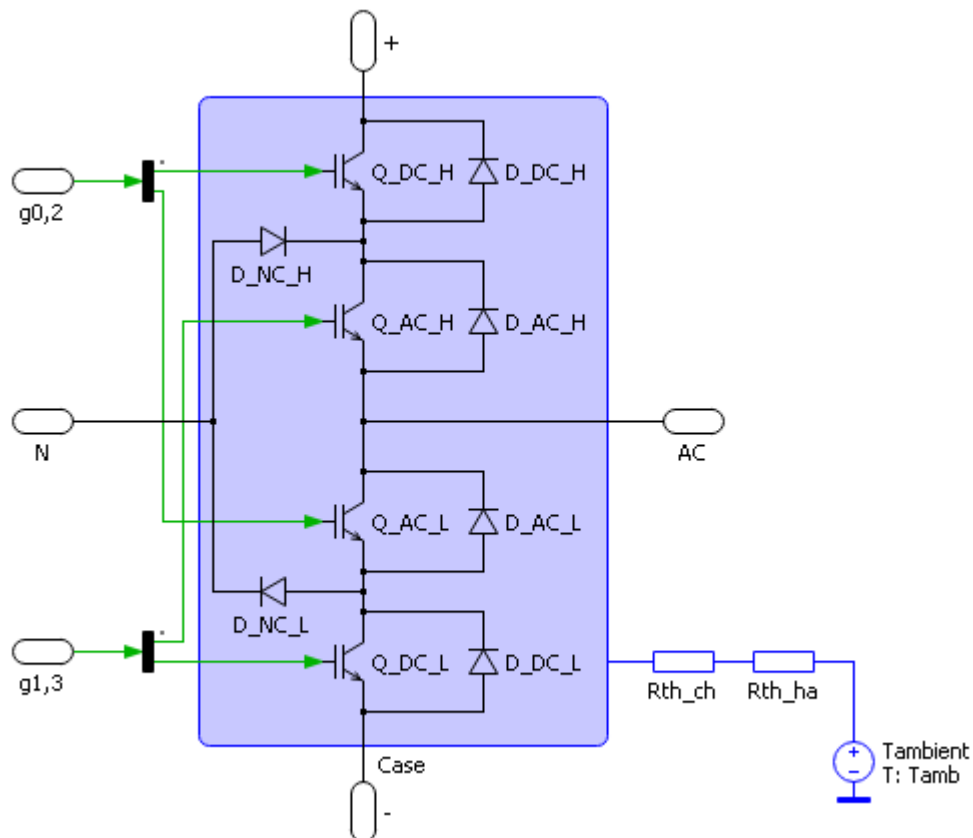 +
Q_DC_H
D_DC_H
g0,2
D_NC_H
Q_AC_H
D_AC_H
N
AC
Q_AC_L
D_AC_L
D_NC_L
Q_DC_L
D_DC_L
g1,3
Rth_ch
Rth_ha
Case
Tambient
T: Tamb
+
-
-